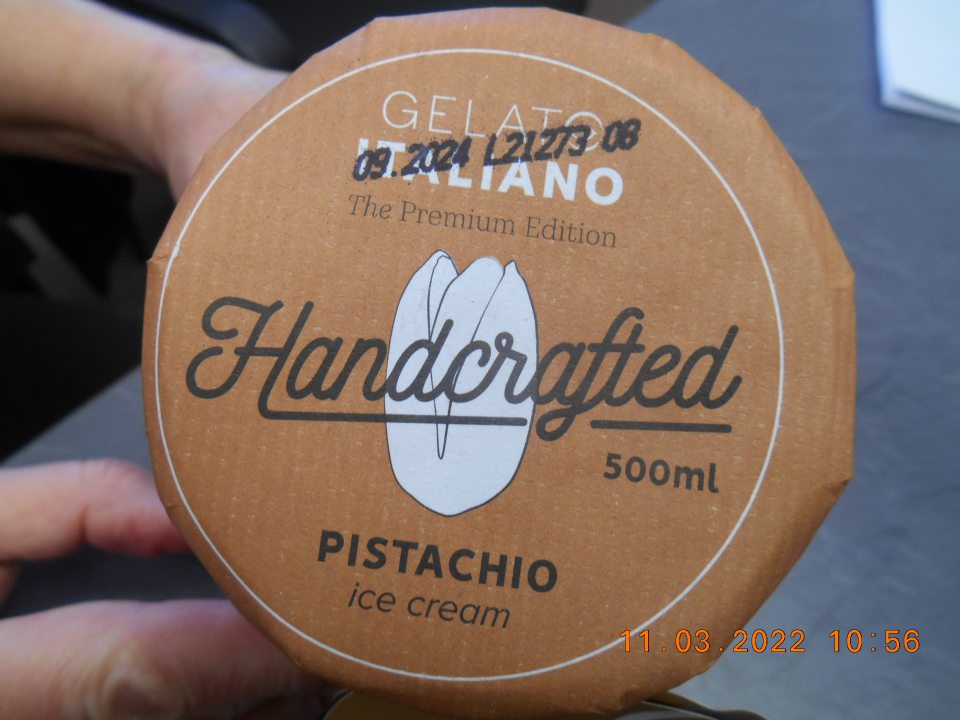 GELATO
09.2024 L21273 08
ITALIANO
The Premium Edition
Handcrafted
500ml
PISTACHIO
ice cream
11.03.2022 10:56